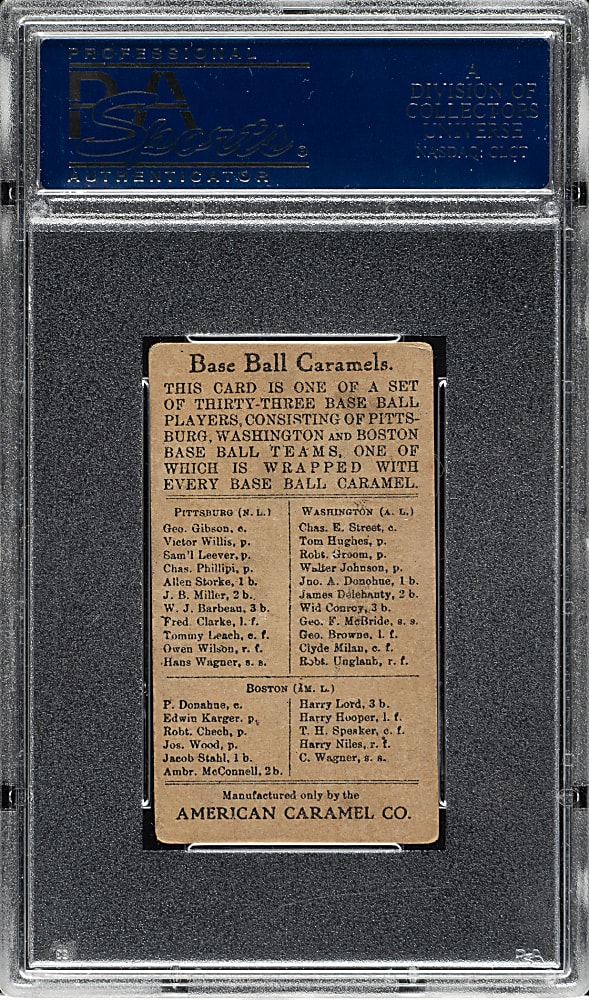 PROFESSIONAL
PSA
Sports
AUTHENTICATOR
A
DIVISION OF
COLLECTORS
UNIVERSE
NASDAQ: CLCT
Base Ball Caramels.
THIS CARD IS ONE OF A SET
OF THIRTY-THREE BASE BALL
PLAYERS, CONSISTING OF PITTS-
BURG, WASHINGTON AND BOSTON
BASE BALL TEAMS, ONE OF
WHICH IS WRAPPED WITH
EVERY BASE BALL CARAMEL.
PITTSBURG (N. L.)
Geo. Gibson, c.
Victor Willis, p.
Sam'l Leever, p.
Chas. Phillipi, p.
Allen Storke, 1 b.
J. B. Miller, 2 b.
W. J. Barbeau, 3 b.
Fred. Clarke, l. f.
Tommy Leach, c. f.
Owen Wilson, r. f.
Hans Wagner, s. s.
WASHINGTON (A. L.)
Chas. E. Street, c.
Tom Hughes, p.
Robt. Groom, p.
Walter Johnson, p.
Jno. A. Donohue, 1 b.
James Delehanty, 2 b.
Wid Conroy, 3 b.
Geo. F. McBride, s. s.
Geo. Browne, l. f.
Clyde Milan, c. f.
Robt. Unglaub, r. f.
BOSTON (AM. L.)
P. Donahue, c.
Edwin Karger, p.
Robt. Chech, p.
Jos. Wood, p.
Jacob Stahl, 1 b.
Ambr. McConnell, 2 b.
Harry Lord, 3 b.
Harry Hooper, l. f.
T. H. Speaker, c. f.
Harry Niles, r. f.
C. Wagner, s. s.
Manufactured only by the
AMERICAN CARAMEL CO.
PSA